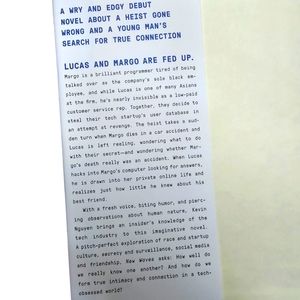 A WRY AND EDGY DEBUT
NOVEL ABOUT A HEIST GONE
WRONG AND A YOUNG MAN'S
SEARCH FOR TRUE CONNECTION
LUCAS AND MARGO ARE FED UP.
Margo is a brilliant programmer tired of being
talked over as the company's sole black em-
ployee, and while Lucas is one of many Asians
at the firm, he's nearly invisible as a low-paid
customer service rep. Together, they decide to
steal their tech startup's user database in
an attempt at revenge. The heist takes a sud-
den turn when Margo dies in a car accident and
Lucas is left reeling, wondering what to do
with their secret—and wondering whether Mar-
go's death really was an accident. When Lucas
hacks into Margo's computer looking for answers,
he is drawn into her private online life and
realizes just how little he knew about his
best friend.
With a fresh voice, biting humor, and pierc-
ing observations about human nature, Kevin
Nguyen brings an insider's knowledge of the
tech industry to this imaginative novel.
A pitch-perfect exploration of race and startup
culture, secrecy and surveillance, social media
and friendship, New Waves asks: How well do
we really know one another? And how do we
form true intimacy and connection in a tech-
obsessed world?